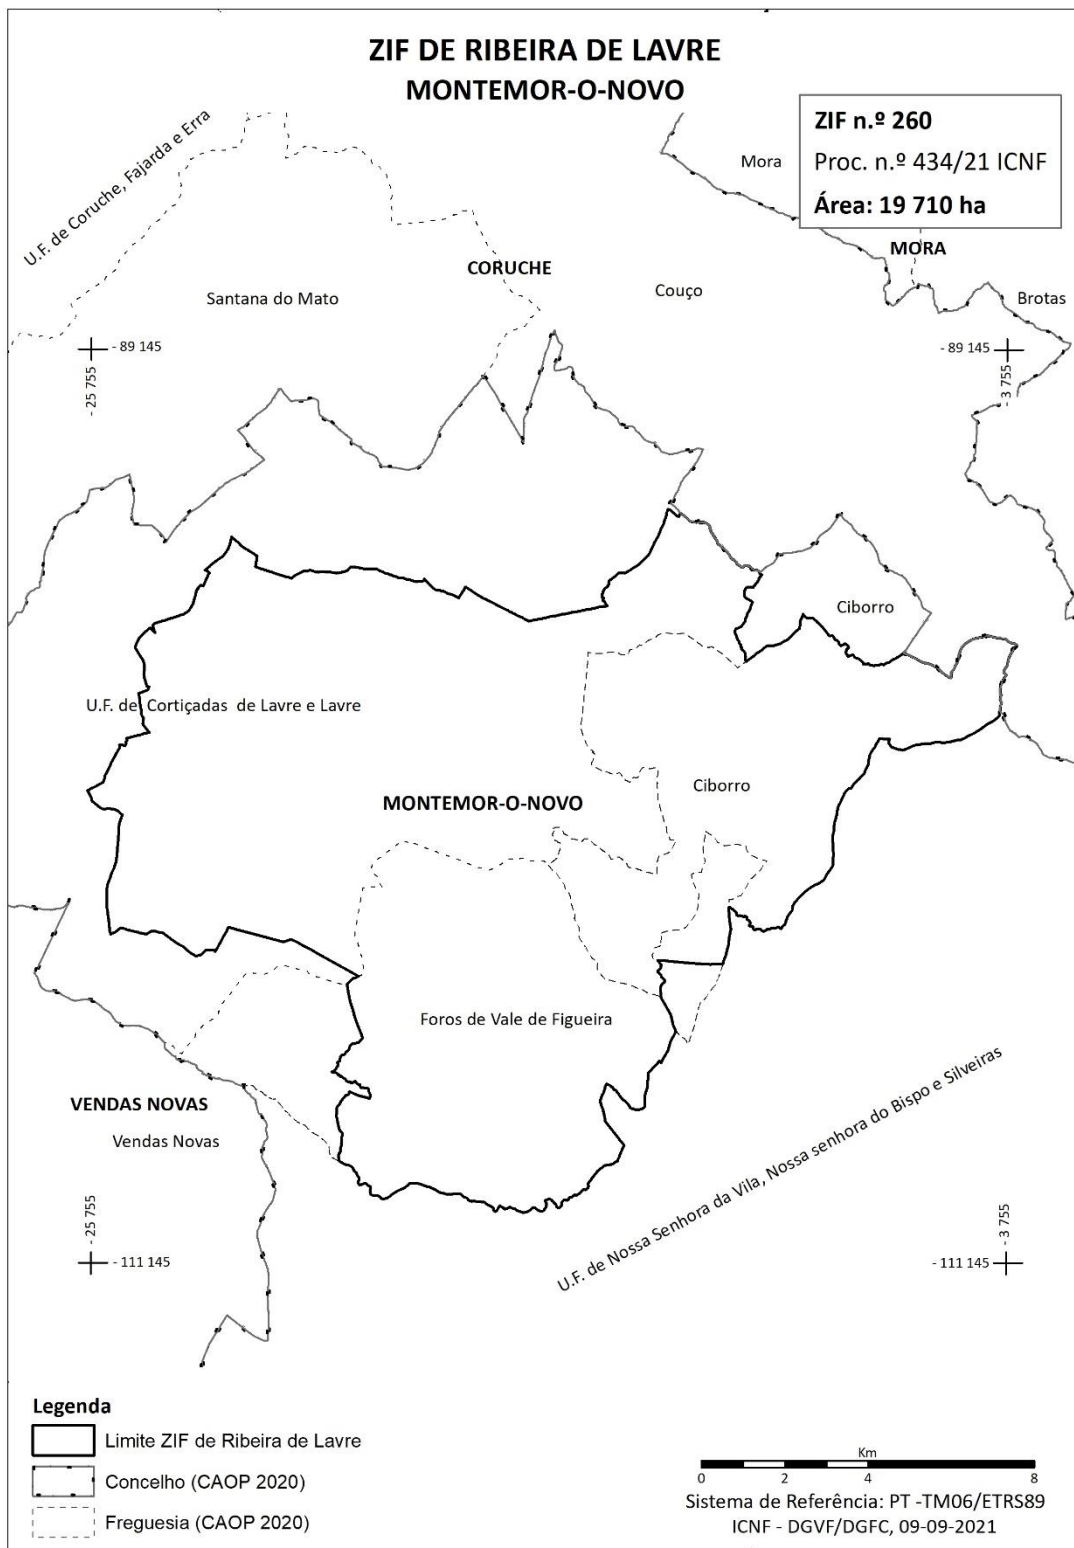 ZIF DE RIBEIRA DE LAVRE
MONTEMOR-O-NOVO
ZIF n.º 260
Proc. n.º 434/21 ICNF
Área: 19 710 ha
U.F. de Coruche, Fajarda e Erra
Mora
MORA
CORUCHE
Santana do Mato
Couço
Brotas
- 89 145
- 25 755
- 89 145
- 3 755
Ciborro
U.F. de Cortiçadas de Lavre e Lavre
Ciborro
MONTEMOR-O-NOVO
Foros de Vale de Figueira
VENDAS NOVAS
Vendas Novas
U.F. de Nossa Senhora da Vila, Nossa senhora do Bispo e Silveiras
- 25 755
- 111 145
- 3 755
- 111 145
Legenda
Limite ZIF de Ribeira de Lavre
Concelho (CAOP 2020)
Freguesia (CAOP 2020)
Km
0 2 4 8
Sistema de Referência: PT -TM06/ETRS89
ICNF - DGVF/DGFC, 09-09-2021